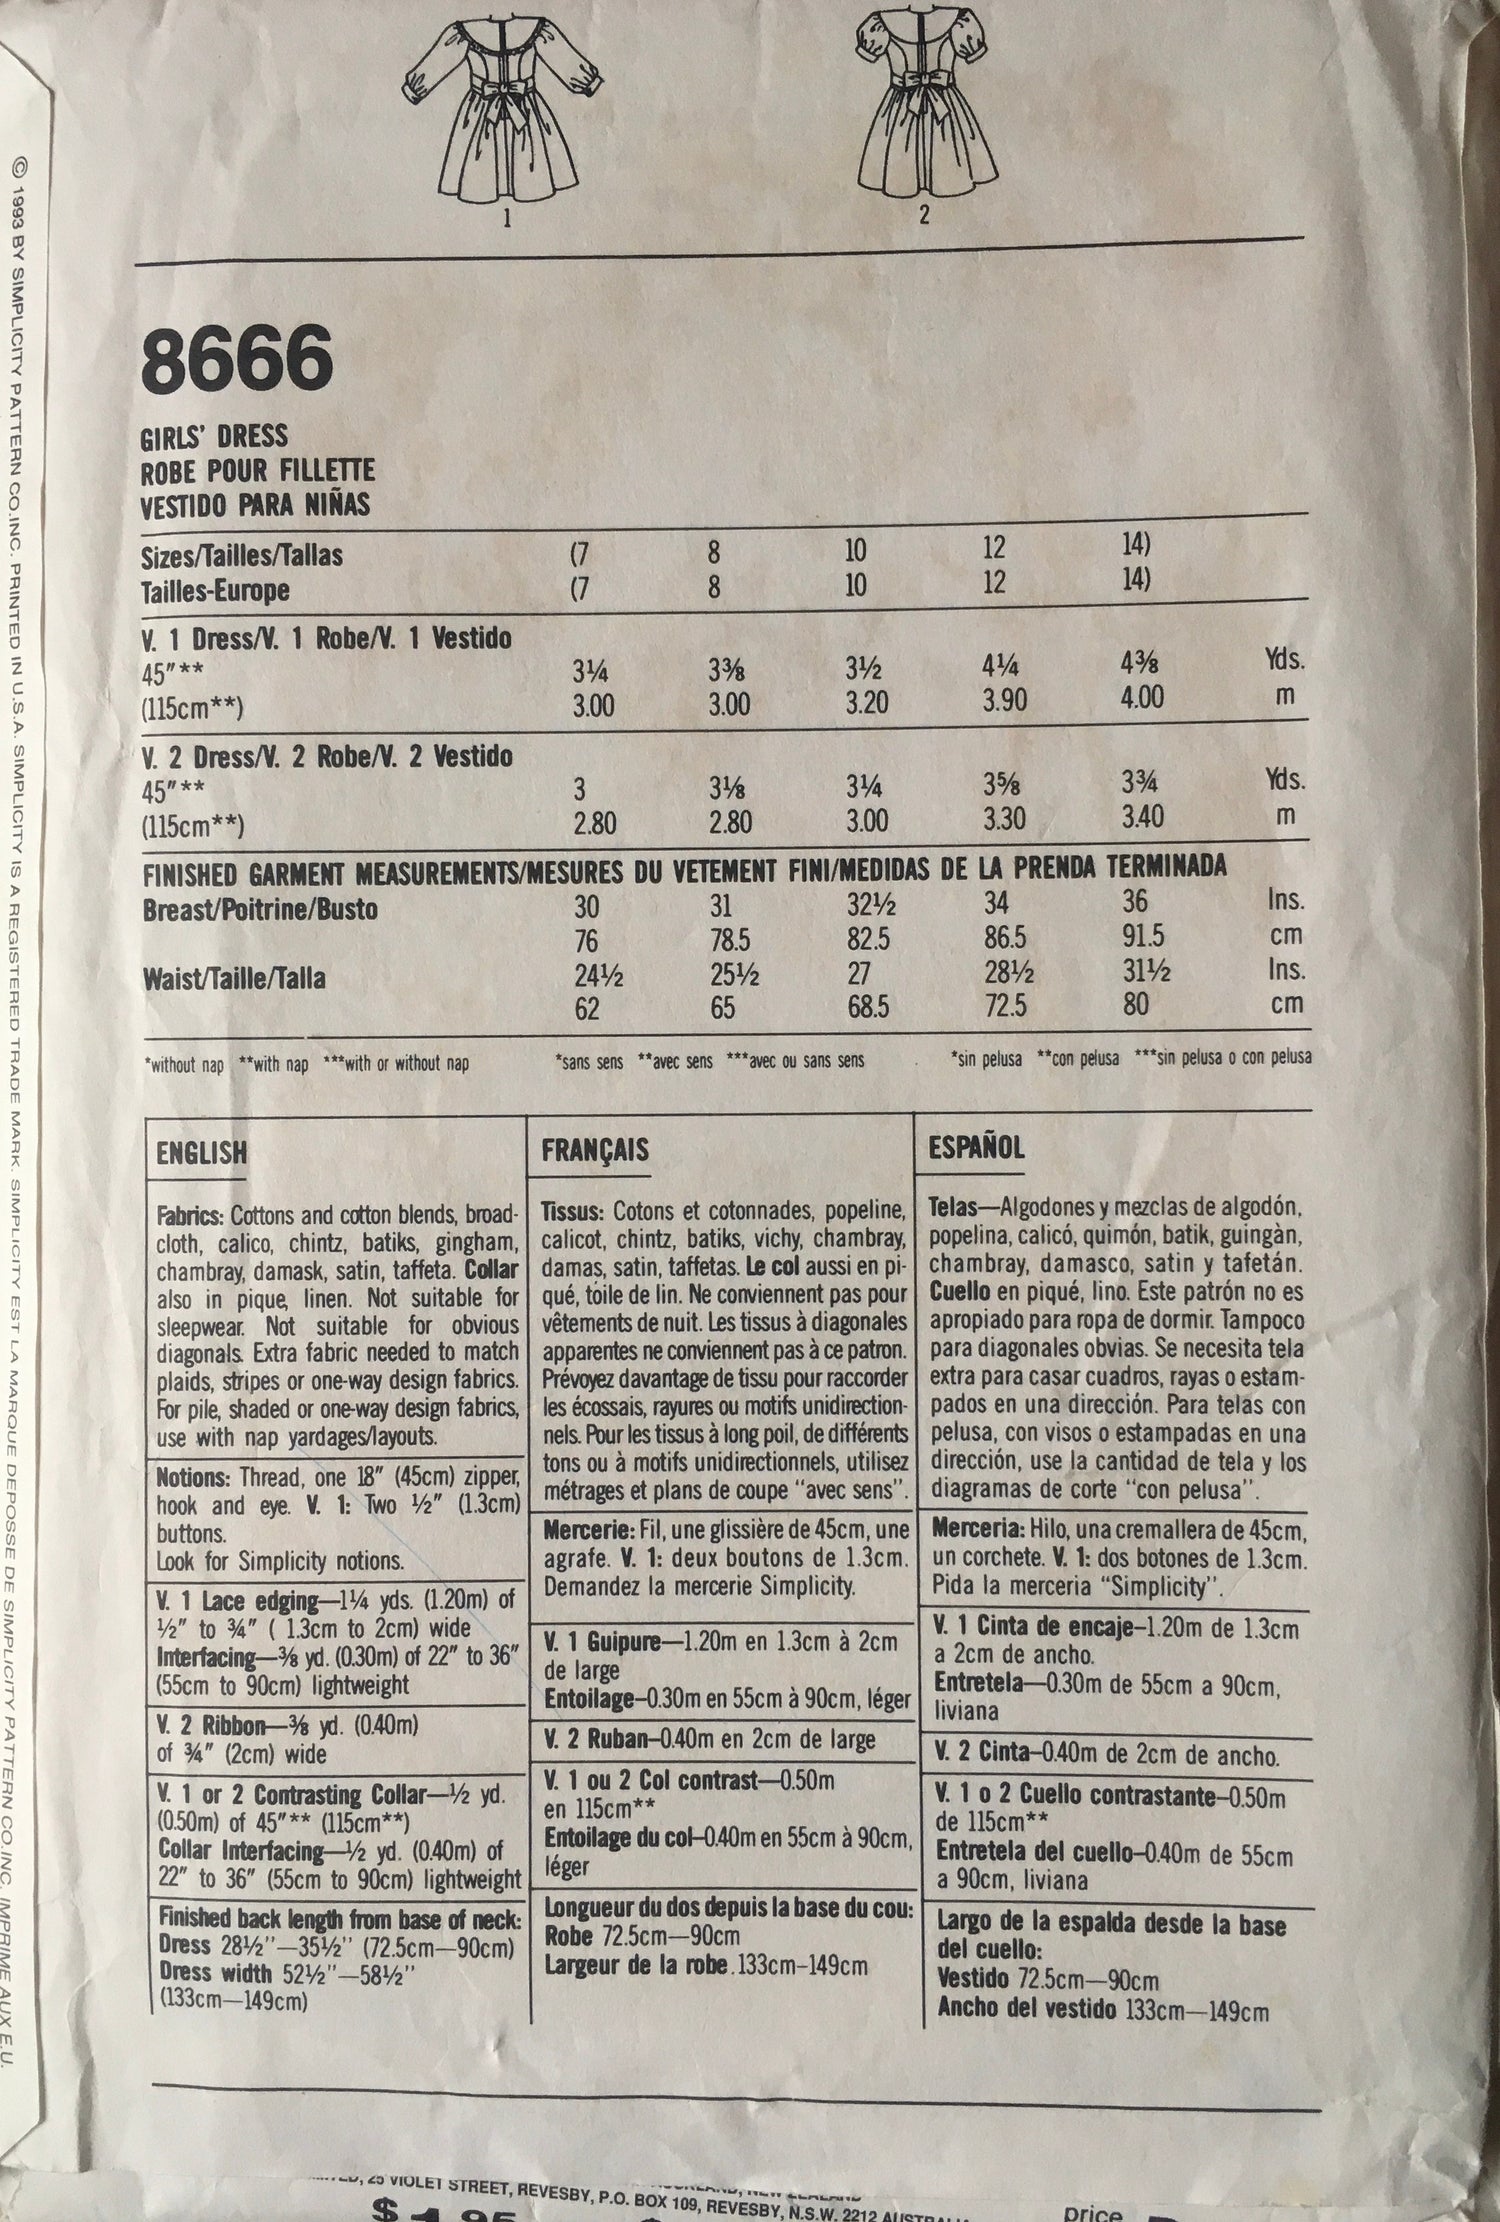 1
2
8666
GIRLS' DRESS
ROBE POUR FILLETTE
VESTIDO PARA NIÑAS
Sizes/Tailles/Tallas (7 8 10 12 14)
Tailles-Europe (7 8 10 12 14)
V. 1 Dress/V. 1 Robe/V. 1 Vestido
45"** 3¼ 3⅜ 3½ 4¼ 4⅜ Yds.
(115cm**) 3.00 3.00 3.20 3.90 4.00 m
V. 2 Dress/V. 2 Robe/V. 2 Vestido
45"** 3 3⅛ 3¼ 3⅝ 3¾ Yds.
(115cm**) 2.80 2.80 3.00 3.30 3.40 m
FINISHED GARMENT MEASUREMENTS/MESURES DU VETEMENT FINI/MEDIDAS DE LA PRENDA TERMINADA
Breast/Poitrine/Busto 30 31 32½ 34 36 Ins.
76 78.5 82.5 86.5 91.5 cm
Waist/Taille/Talla 24½ 25½ 27 28½ 31½ Ins.
62 65 68.5 72.5 80 cm
*without nap **with nap ***with or without nap *sans sens **avec sens ***avec ou sans sens *sin pelusa **con pelusa ***sin pelusa o con pelusa
ENGLISH
Fabrics: Cottons and cotton blends, broad-
cloth, calico, chintz, batiks, gingham,
chambray, damask, satin, taffeta. Collar
also in pique, linen. Not suitable for
sleepwear. Not suitable for obvious
diagonals. Extra fabric needed to match
plaids, stripes or one-way design fabrics.
For pile, shaded or one-way design fabrics,
use with nap yardages/layouts.
Notions: Thread, one 18" (45cm) zipper,
hook and eye. V. 1: Two ½" (1.3cm)
buttons.
Look for Simplicity notions.
V. 1 Lace edging—1¼ yds. (1.20m) of
½" to ¾" ( 1.3cm to 2cm) wide
Interfacing—⅜ yd. (0.30m) of 22" to 36"
(55cm to 90cm) lightweight
V. 2 Ribbon—⅜ yd. (0.40m)
of ¾" (2cm) wide
V. 1 or 2 Contrasting Collar—½ yd.
(0.50m) of 45"** (115cm**)
Collar Interfacing—½ yd. (0.40m) of
22" to 36" (55cm to 90cm) lightweight
Finished back length from base of neck:
Dress 28½"—35½" (72.5cm—90cm)
Dress width 52½"—58½"
(133cm—149cm)
FRANÇAIS
Tissus: Cotons et cotonnades, popeline,
calicot, chintz, batiks, vichy, chambray,
damas, satin, taffetas. Le col aussi en pi-
qué, toile de lin. Ne conviennent pas pour
vêtements de nuit. Les tissus à diagonales
apparentes ne conviennent pas à ce patron.
Prévoyez davantage de tissu pour raccorder
les écossais, rayures ou motifs unidirection-
nels. Pour les tissus à long poil, de différents
tons ou à motifs unidirectionnels, utilisez
métrages et plans de coupe "avec sens".
Mercerie: Fil, une glissière de 45cm, une
agrafe. V. 1: deux boutons de 1.3cm.
Demandez la mercerie Simplicity.
V. 1 Guipure—1.20m en 1.3cm à 2cm
de large
Entoilage—0.30m en 55cm à 90cm, léger
V. 2 Ruban—0.40m en 2cm de large
V. 1 ou 2 Col contrast—0.50m
en 115cm**
Entoilage du col—0.40m en 55cm à 90cm,
léger
Longueur du dos depuis la base du cou:
Robe 72.5cm—90cm
Largeur de la robe.133cm—149cm
ESPAÑOL
Telas—Algodones y mezclas de algodón,
popelina, calicó, quimón, batik, guingàn,
chambray, damasco, satin y tafetán.
Cuello en piqué, lino. Este patrón no es
apropiado para ropa de dormir. Tampoco
para diagonales obvias. Se necesita tela
extra para casar cuadros, rayas o estam-
pados en una dirección. Para telas con
pelusa, con visos o estampadas en una
dirección, use la cantidad de tela y los
diagramas de corte "con pelusa".
Merceria: Hilo, una cremallera de 45cm,
un corchete. V. 1: dos botones de 1.3cm.
Pida la merceria "Simplicity".
V. 1 Cinta de encaje—1.20m de 1.3cm
a 2cm de ancho.
Entretela—0.30m de 55cm a 90cm,
liviana
V. 2 Cinta—0.40m de 2cm de ancho.
V. 1 o 2 Cuello contrastante—0.50m
de 115cm**
Entretela del cuello—0.40m de 55cm
a 90cm, liviana
Largo de la espalda desde la base
del cuello:
Vestido 72.5cm—90cm
Ancho del vestido 133cm—149cm
© 1993 BY SIMPLICITY PATTERN CO.INC. PRINTED IN U.S.A. SIMPLICITY IS A REGISTERED TRADE MARK. SIMPLICITY EST LA MARQUE DEPOSSE DE SIMPLICITY PATTERN CO.INC. IMPRIME AUX E.U.
25 VIOLET STREET, REVESBY, P.O. BOX 109, REVESBY, N.S.W. 2212
price